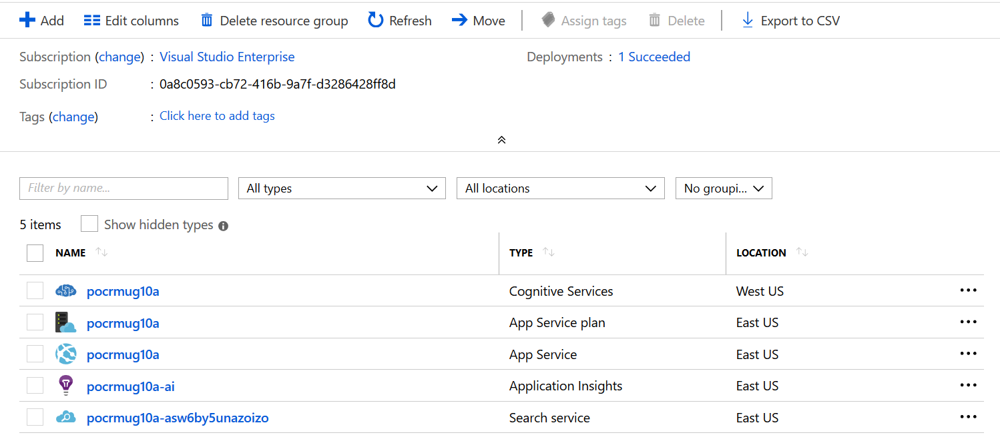 Add Edit columns Delete resource group Refresh Move Assign tags Delete Export to CSV
Subscription (change) : Visual Studio Enterprise Deployments : 1 Succeeded
Subscription ID : 0a8c0593-cb72-416b-9a7f-d3286428ff8d
Tags (change) : Click here to add tags
Filter by name... All types All locations No groupi...
5 items Show hidden types
NAME TYPE LOCATION
pocrmug10a Cognitive Services West US
pocrmug10a App Service plan East US
pocrmug10a App Service East US
pocrmug10a-ai Application Insights East US
pocrmug10a-asw6by5unazoizo Search service East US